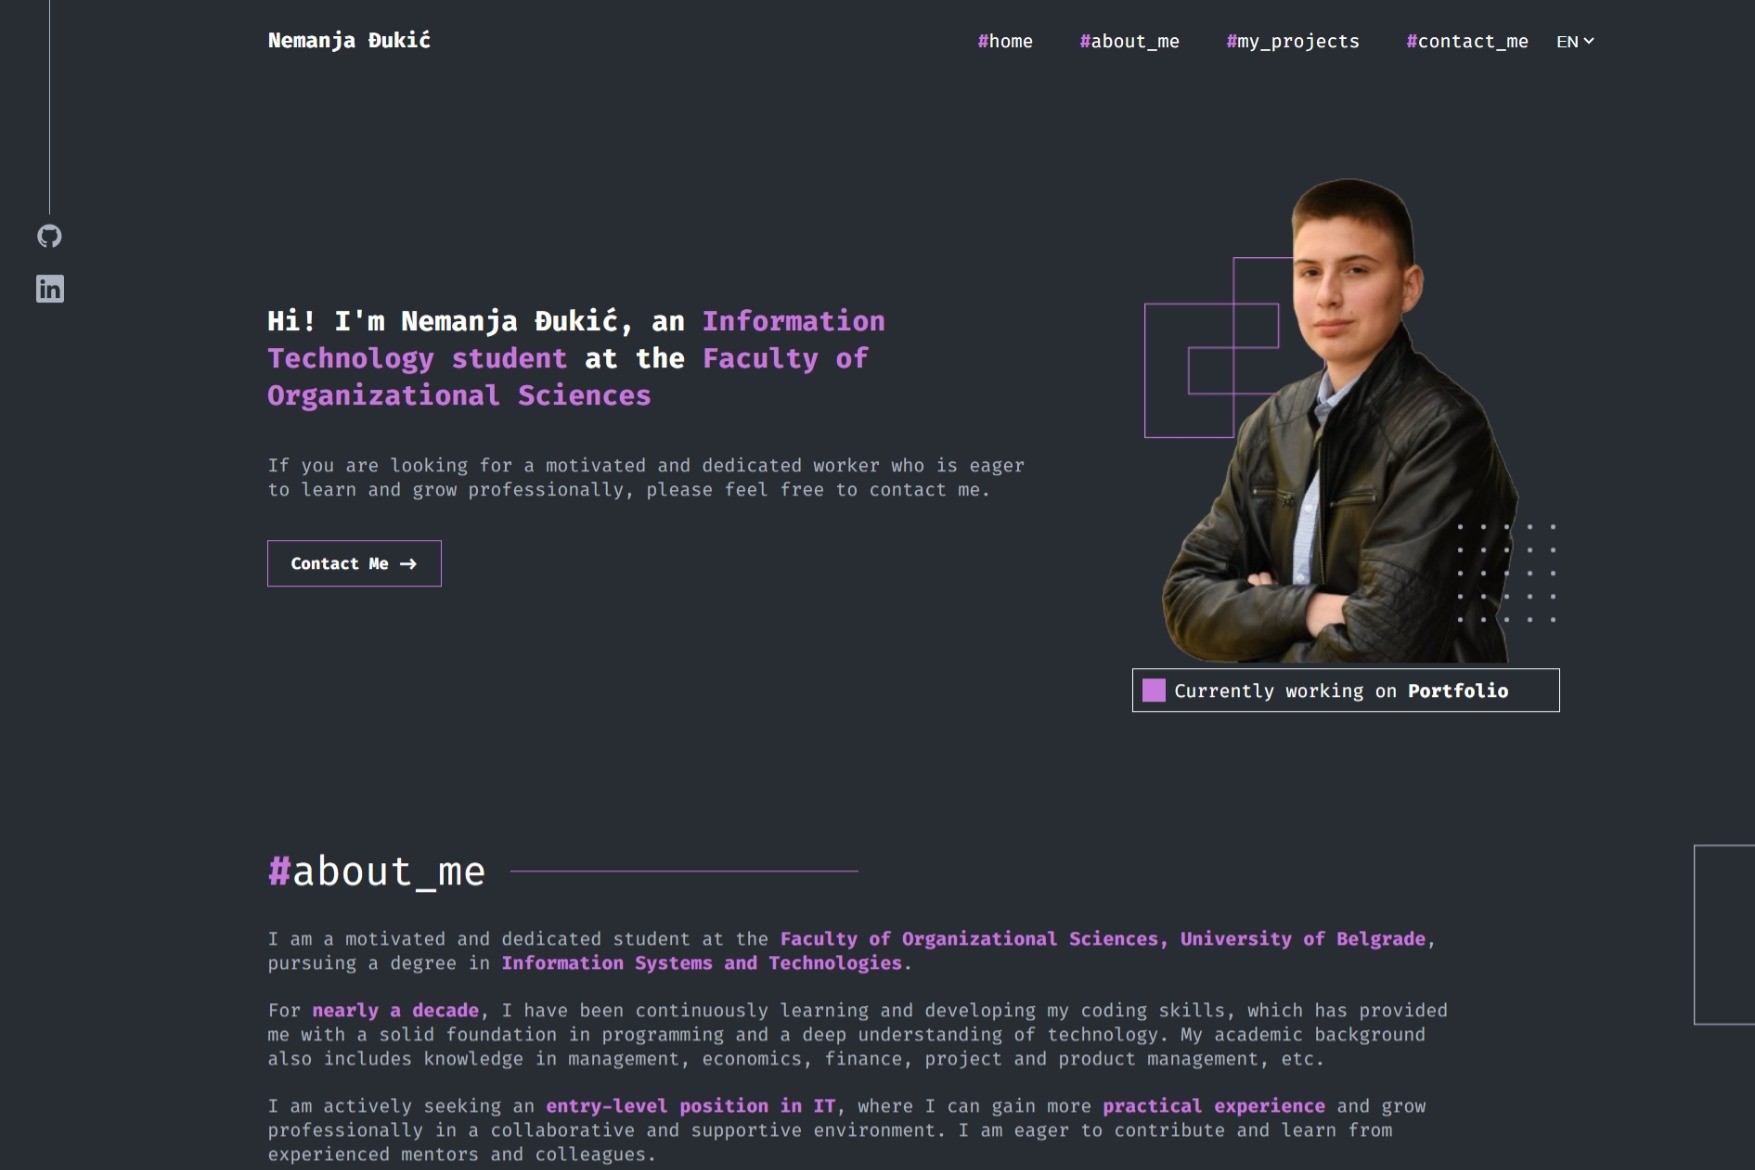 Nemanja Đukić
#home #about_me #my_projects #contact_me EN
in
Hi! I'm Nemanja Đukić, an Information
Technology student at the Faculty of
Organizational Sciences
If you are looking for a motivated and dedicated worker who is eager
to learn and grow professionally, please feel free to contact me.
Contact Me →
Currently working on Portfolio
#about_me
I am a motivated and dedicated student at the Faculty of Organizational Sciences, University of Belgrade,
pursuing a degree in Information Systems and Technologies.
For nearly a decade, I have been continuously learning and developing my coding skills, which has provided
me with a solid foundation in programming and a deep understanding of technology. My academic background
also includes knowledge in management, economics, finance, project and product management, etc.
I am actively seeking an entry-level position in IT, where I can gain more practical experience and grow
professionally in a collaborative and supportive environment. I am eager to contribute and learn from
experienced mentors and colleagues.